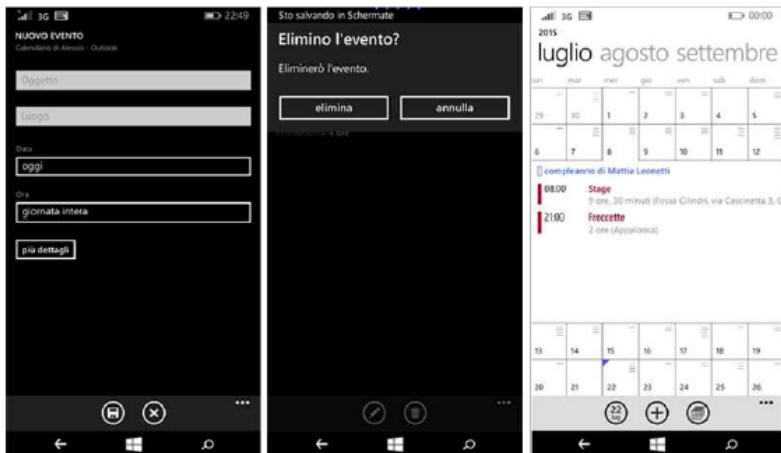 3G 22:49
NUOVO EVENTO
Calendario di Alessio - Outlook
Oggetto
Luogo
Data
oggi
Ora
giornata intera
più dettagli
Sto salvando in Schermate
Elimino l'evento?
Eliminerò l'evento.
elimina annulla
4 ore
3G 00:00
2015
luglio agosto settembre
lun mar mer gio ven sab dom
29 30 1 2 3 4 5
6 7 8 9 10 11 12
compleanno di Mattia Leonetti
08:00 Stage
9 ore, 30 minuti (Fossa Cilindri, via Cascinetta 3, G
21:00 Freccette
2 ore (Appaloosa)
13 14 15 16 17 18 19
20 21 22 23 24 25 26
22
lug